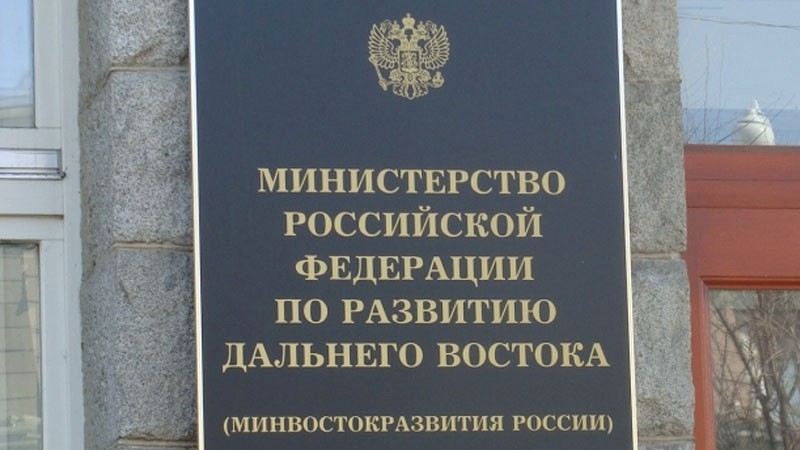 МИНИСТЕРСТВО
РОССИЙСКОЙ
ФЕДЕРАЦИИ
ПО РАЗВИТИЮ
ДАЛЬНЕГО ВОСТОКА
(МИНВОСТОКРАЗВИТИЯ РОССИИ)